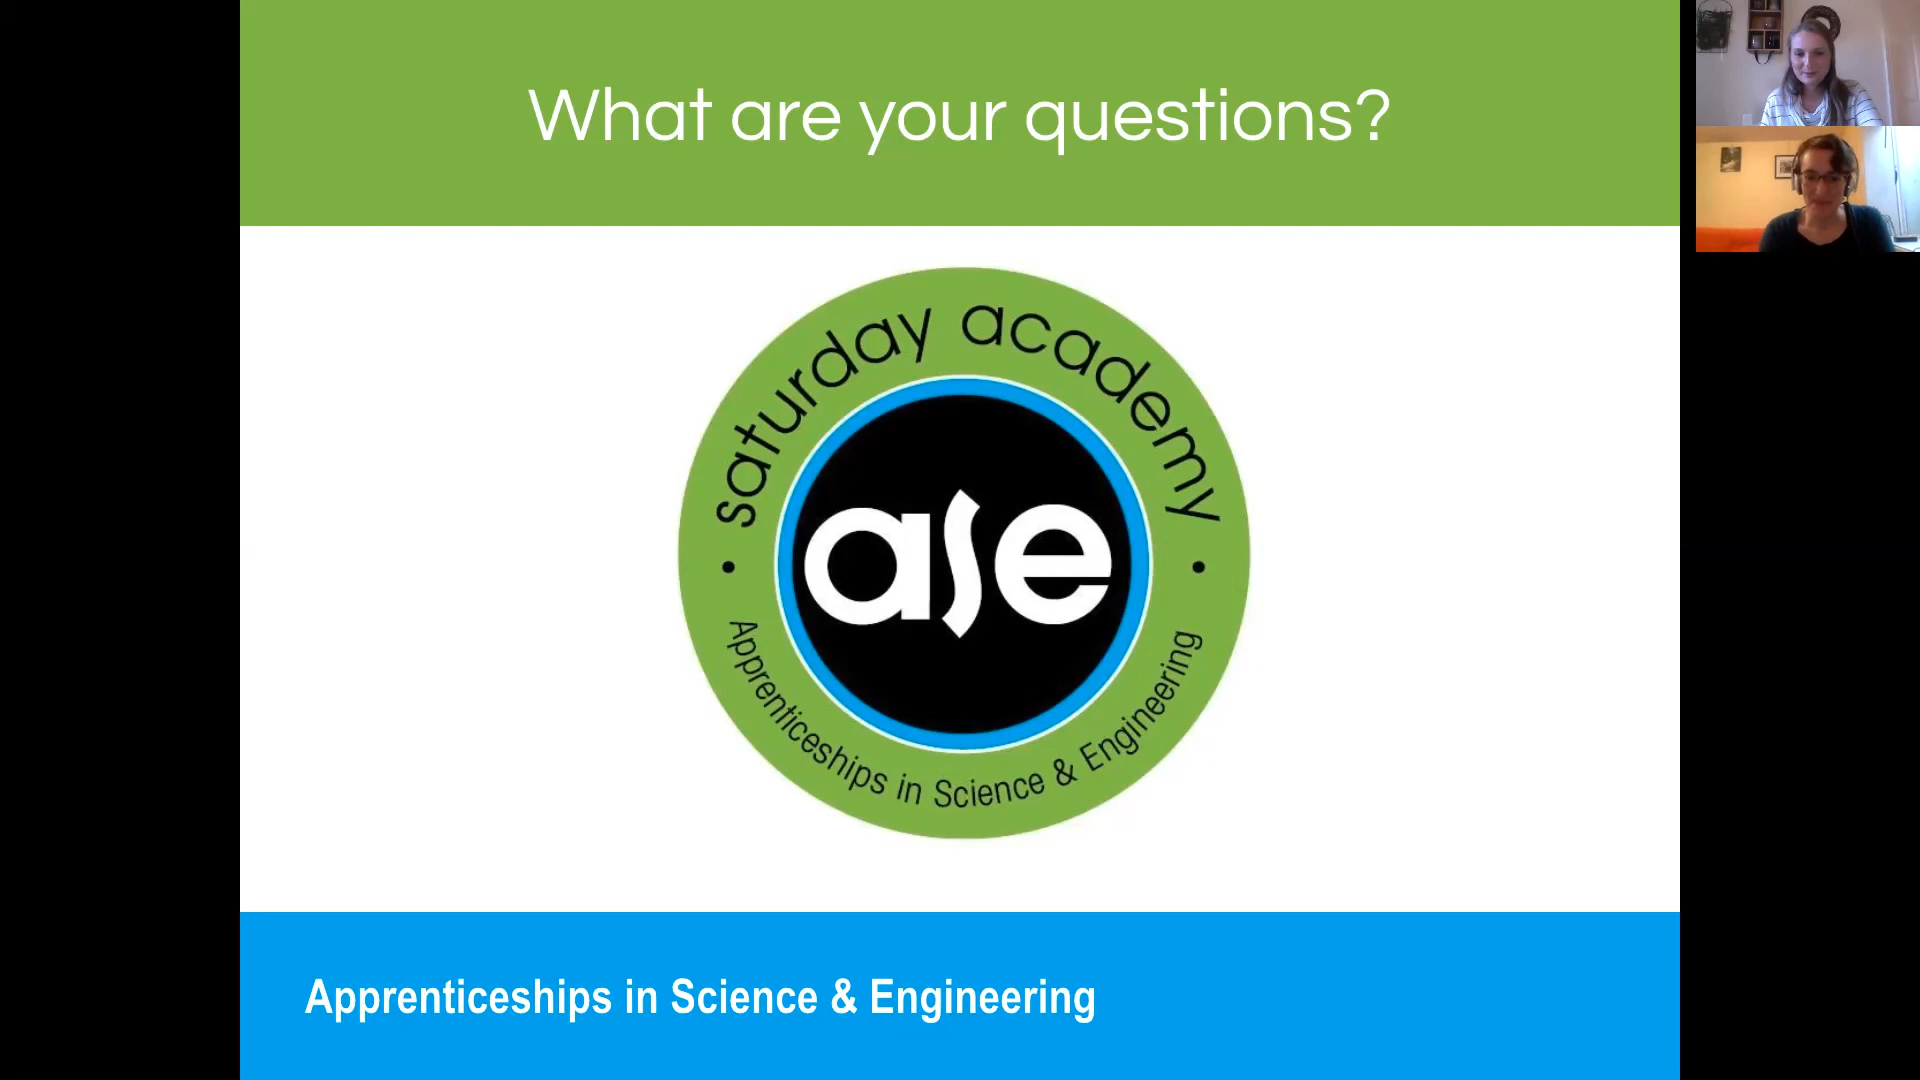 What are your questions?
saturday academy
ase
Apprenticeships in Science & Engineering
Apprenticeships in Science & Engineering